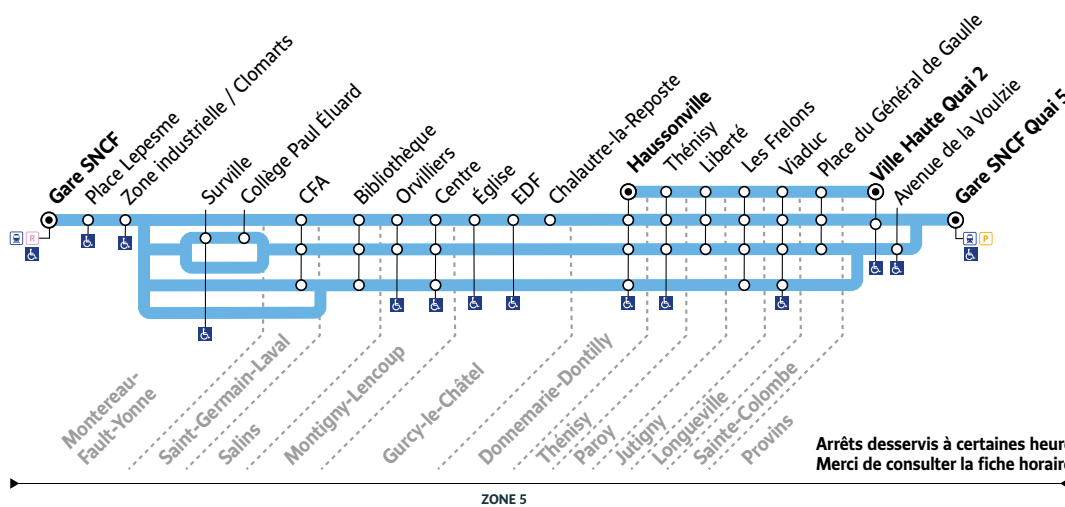 Gare SNCF
Place Lepesme
Zone industrielle / Clomarts
Surville
Collège Paul Éluard
CFA
Bibliothèque
Orvilliers
Centre
Église
EDF
Chalautre-la-Reposte
Haussonville
Thénisy
Liberté
Les Frelons
Viaduc
Place du Général de Gaulle
Ville Haute Quai 2
Avenue de la Voulzie
Gare SNCF Quai 5
R
P
Montereau-
Fault-Yonne
Saint-Germain-Laval
Salins
Montigny-Lencoup
Gurcy-le-Châtel
Donnemarie-Dontilly
Thénisy
Paroy
Jutigny
Longueville
Sainte-Colombe
Provins
Arrêts desservis à certaines heure
Merci de consulter la fiche horair
ZONE 5